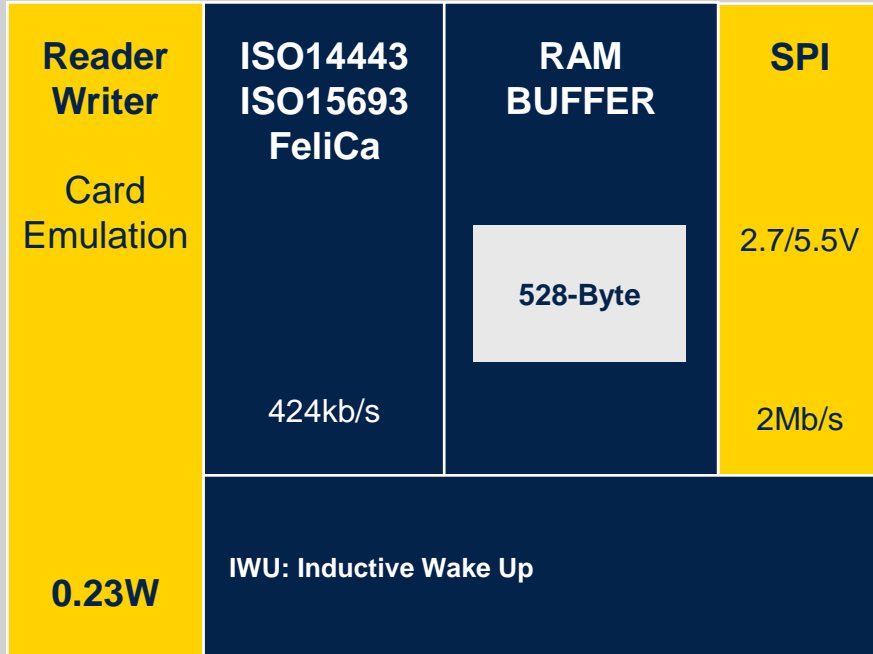 Reader
Writer
Card
Emulation
0.23W
ISO14443
ISO15693
FeliCa
424kb/s
RAM
BUFFER
528-Byte
SPI
2.7/5.5V
2Mb/s
IWU: Inductive Wake Up